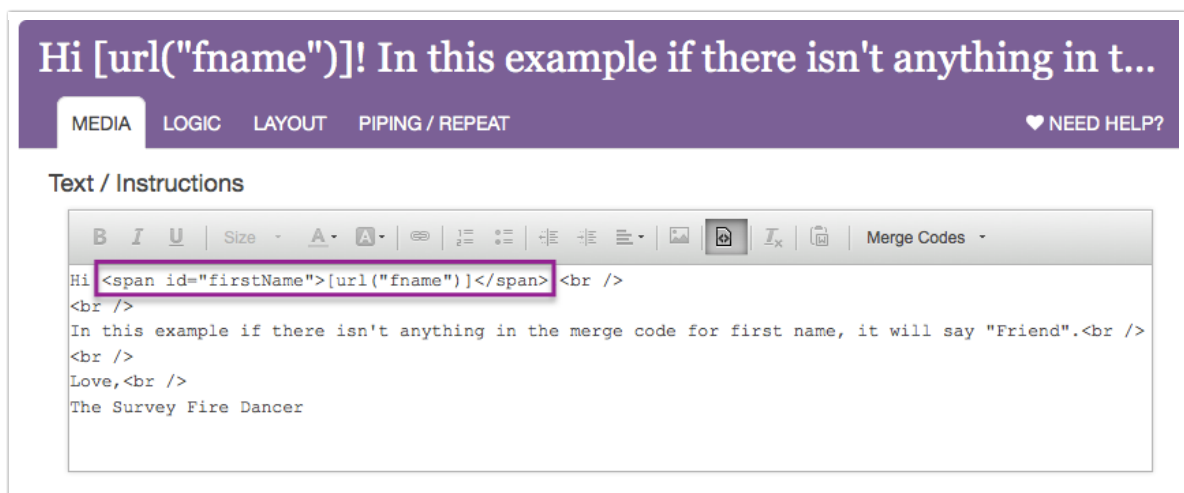 Hi [url("fname")]! In this example if there isn't anything in t...
MEDIA LOGIC LAYOUT PIPING / REPEAT NEED HELP?
Text / Instructions
B I U Size A A Tx Merge Codes
Hi <span id="firstName">[url("fname")]</span> <br />
<br />
In this example if there isn't anything in the merge code for first name, it will say "Friend".<br />
<br />
Love,<br />
The Survey Fire Dancer